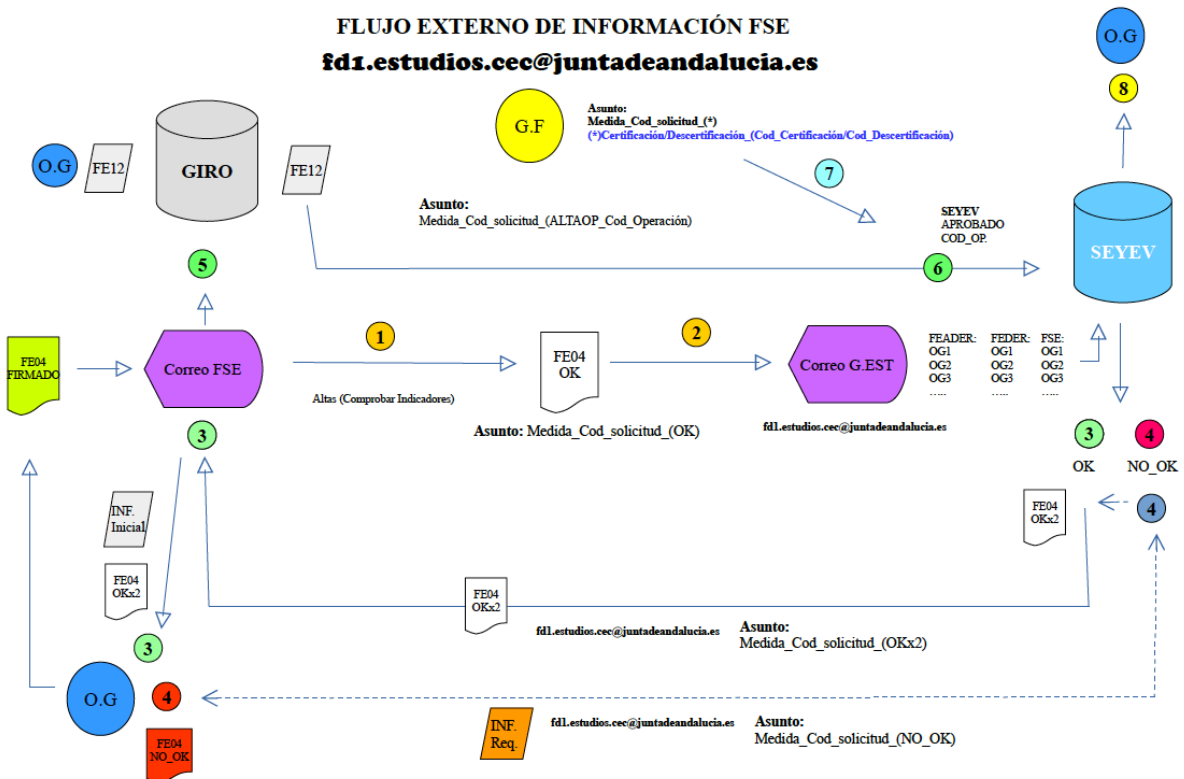 FLUJO EXTERNO DE INFORMACIÓN FSE
fd1.estudios.cec@juntadeandalucia.es
O.G
8
G.F
Asunto:
Medida_Cod_solicitud_(*)
(*)Certificación/Descertificación_(Cod_Certificación/Cod_Descertificación)
7
O.G
FE12
GIRO
FE12
Asunto:
Medida_Cod_solicitud_(ALTAOP_Cod_Operación)
SEYEV
APROBADO
COD_OP.
SEYEV
5
6
FE04
FIRMADO
Correo FSE
1
Altas (Comprobar Indicadores)
FE04
OK
2
Correo G.EST
FEADER: FEDER: FSE:
OG1 OG1 OG1
OG2 OG2 OG2
OG3 OG3 OG3
..... ..... .....
Asunto: Medida_Cod_solicitud_(OK)
fd1.estudios.cec@juntadeandalucia.es
3
3
4
OK
NO_OK
INF.
Inicial
FE04
OKx2
4
FE04
OKx2
FE04
OKx2
fd1.estudios.cec@juntadeandalucia.es
Asunto:
Medida_Cod_solicitud_(OKx2)
3
O.G
4
FE04
NO_OK
INF.
Req.
fd1.estudios.cec@juntadeandalucia.es
Asunto:
Medida_Cod_solicitud_(NO_OK)